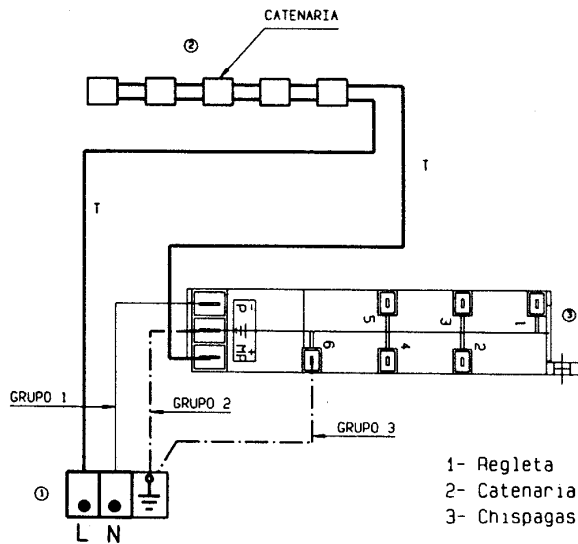 CATENARIA
②
T
T
P -
MP +
5
3
1
③
6
4
2
GRUPO 1
GRUPO 2
GRUPO 3
①
L N
1- Regleta
2- Catenaria
3- Chispagas